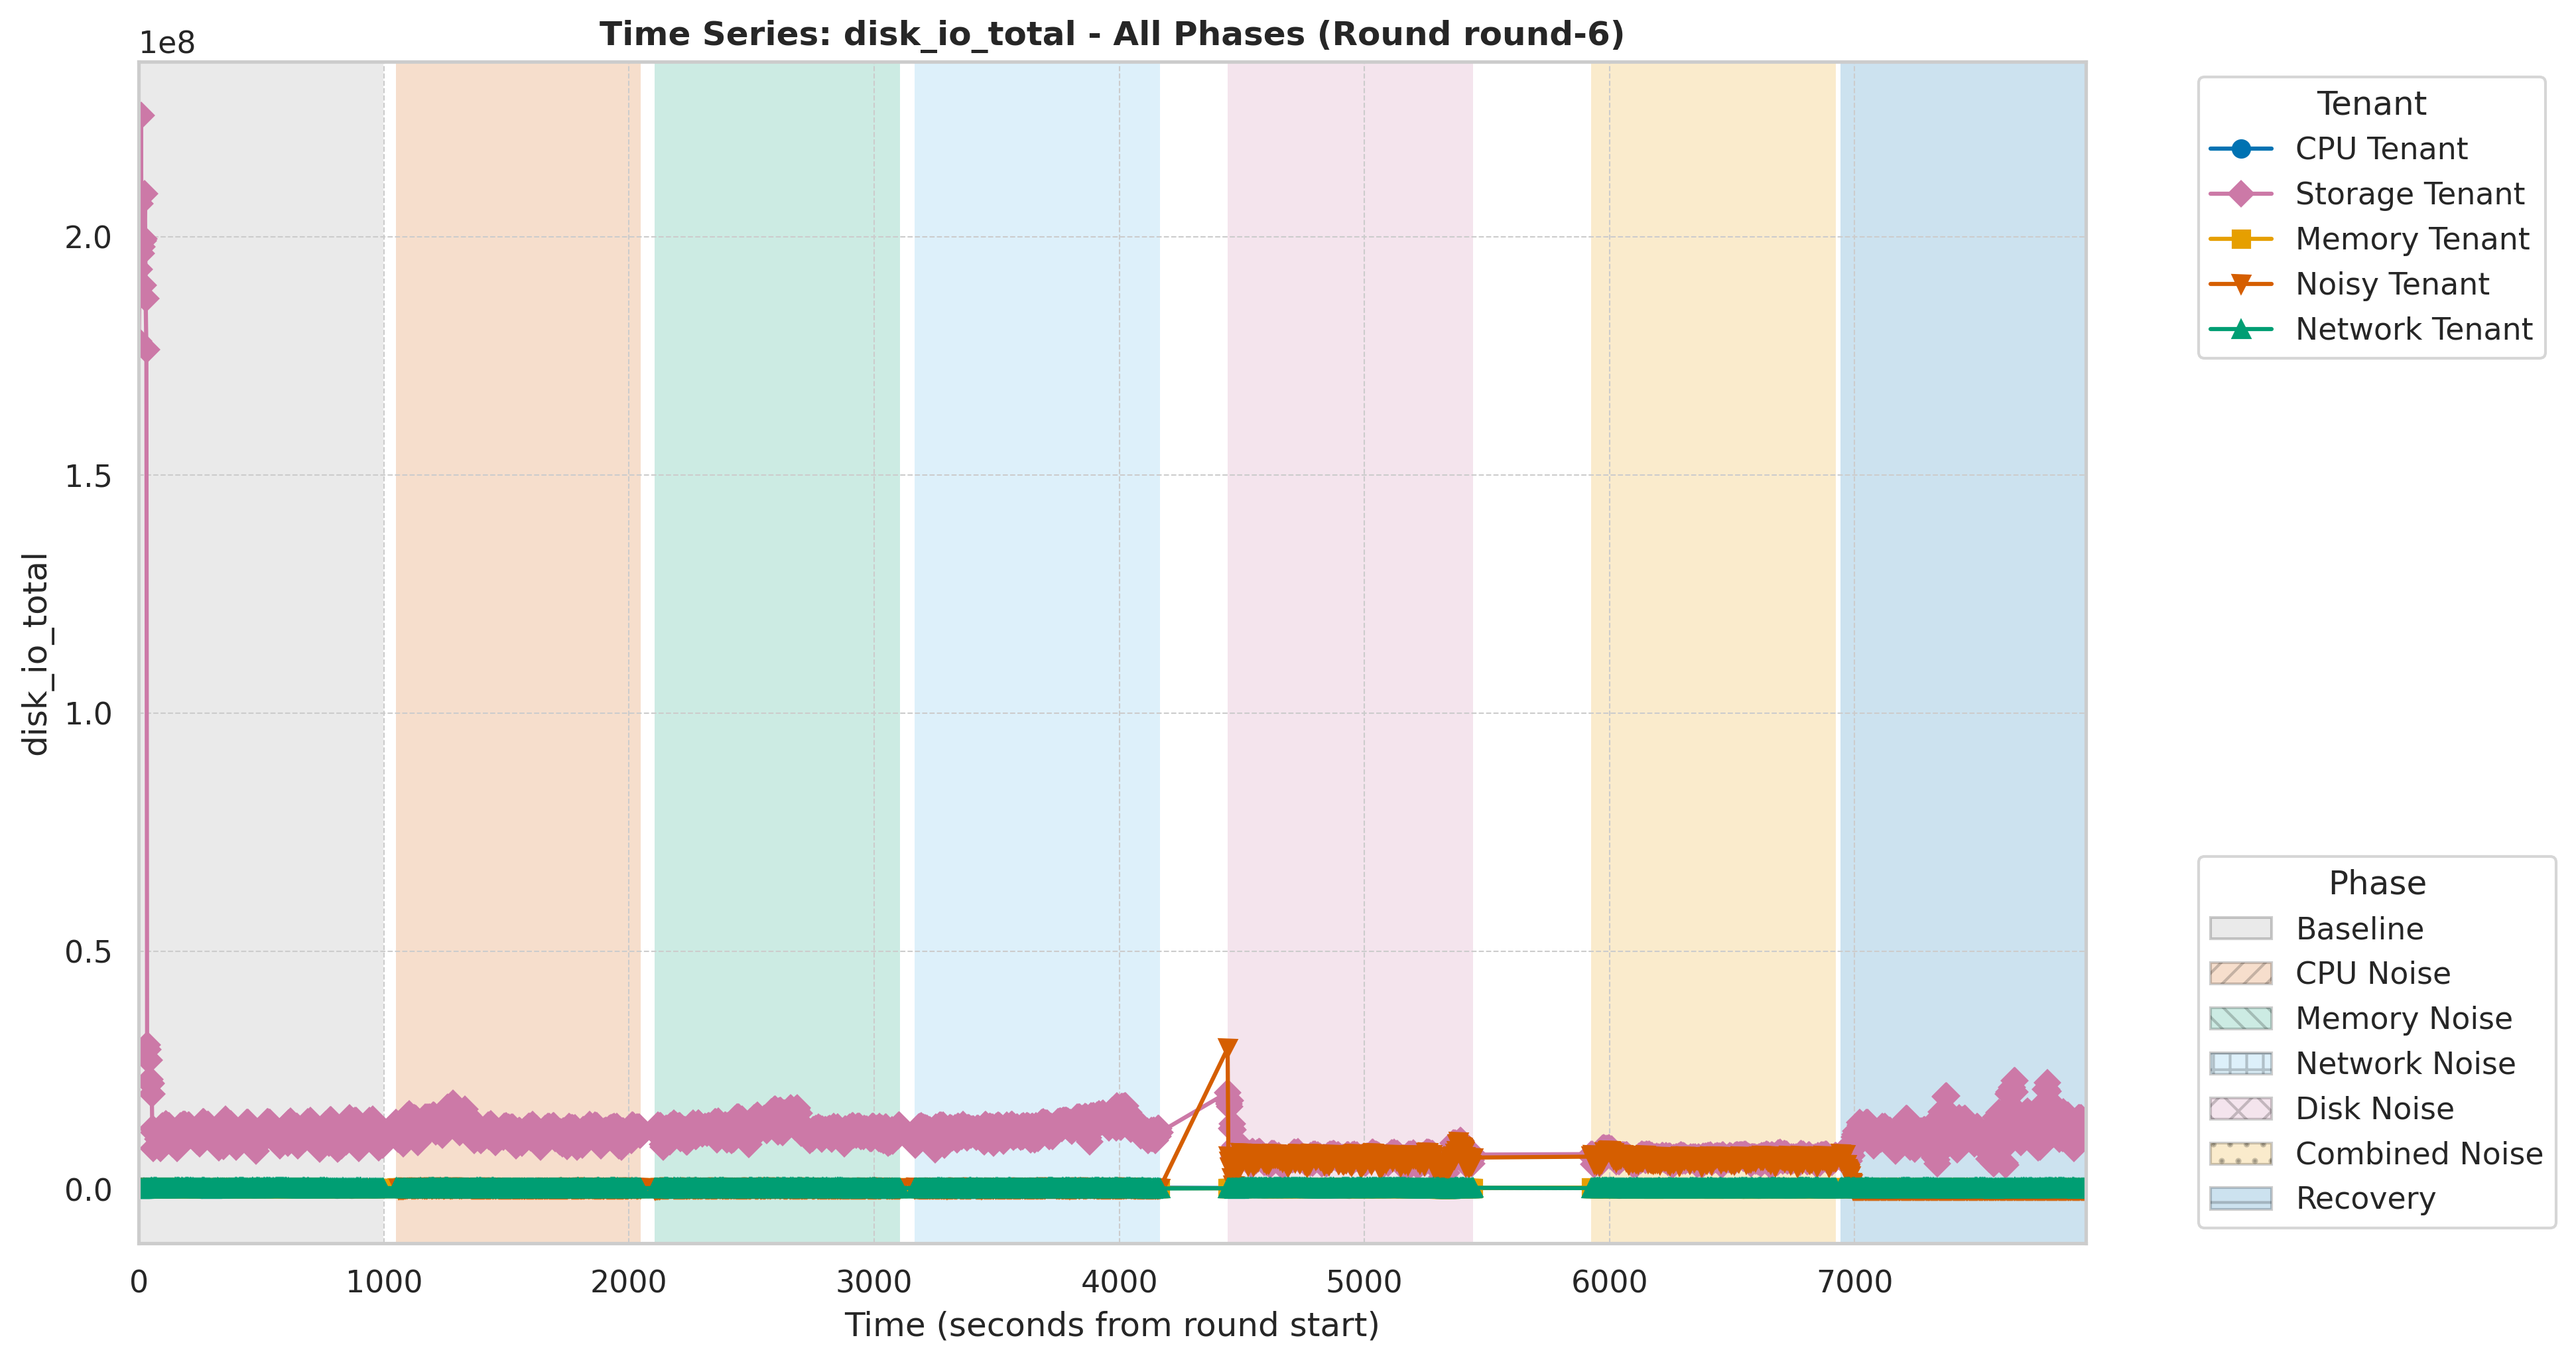 Time Series: disk_io_total - All Phases (Round round-6)
1e8
2.0
1.5
1.0
0.5
0.0
disk_io_total
0 1000 2000 3000 4000 5000 6000 7000
Time (seconds from round start)
Tenant
CPU Tenant
Storage Tenant
Memory Tenant
Noisy Tenant
Network Tenant
Phase
Baseline
CPU Noise
Memory Noise
Network Noise
Disk Noise
Combined Noise
Recovery